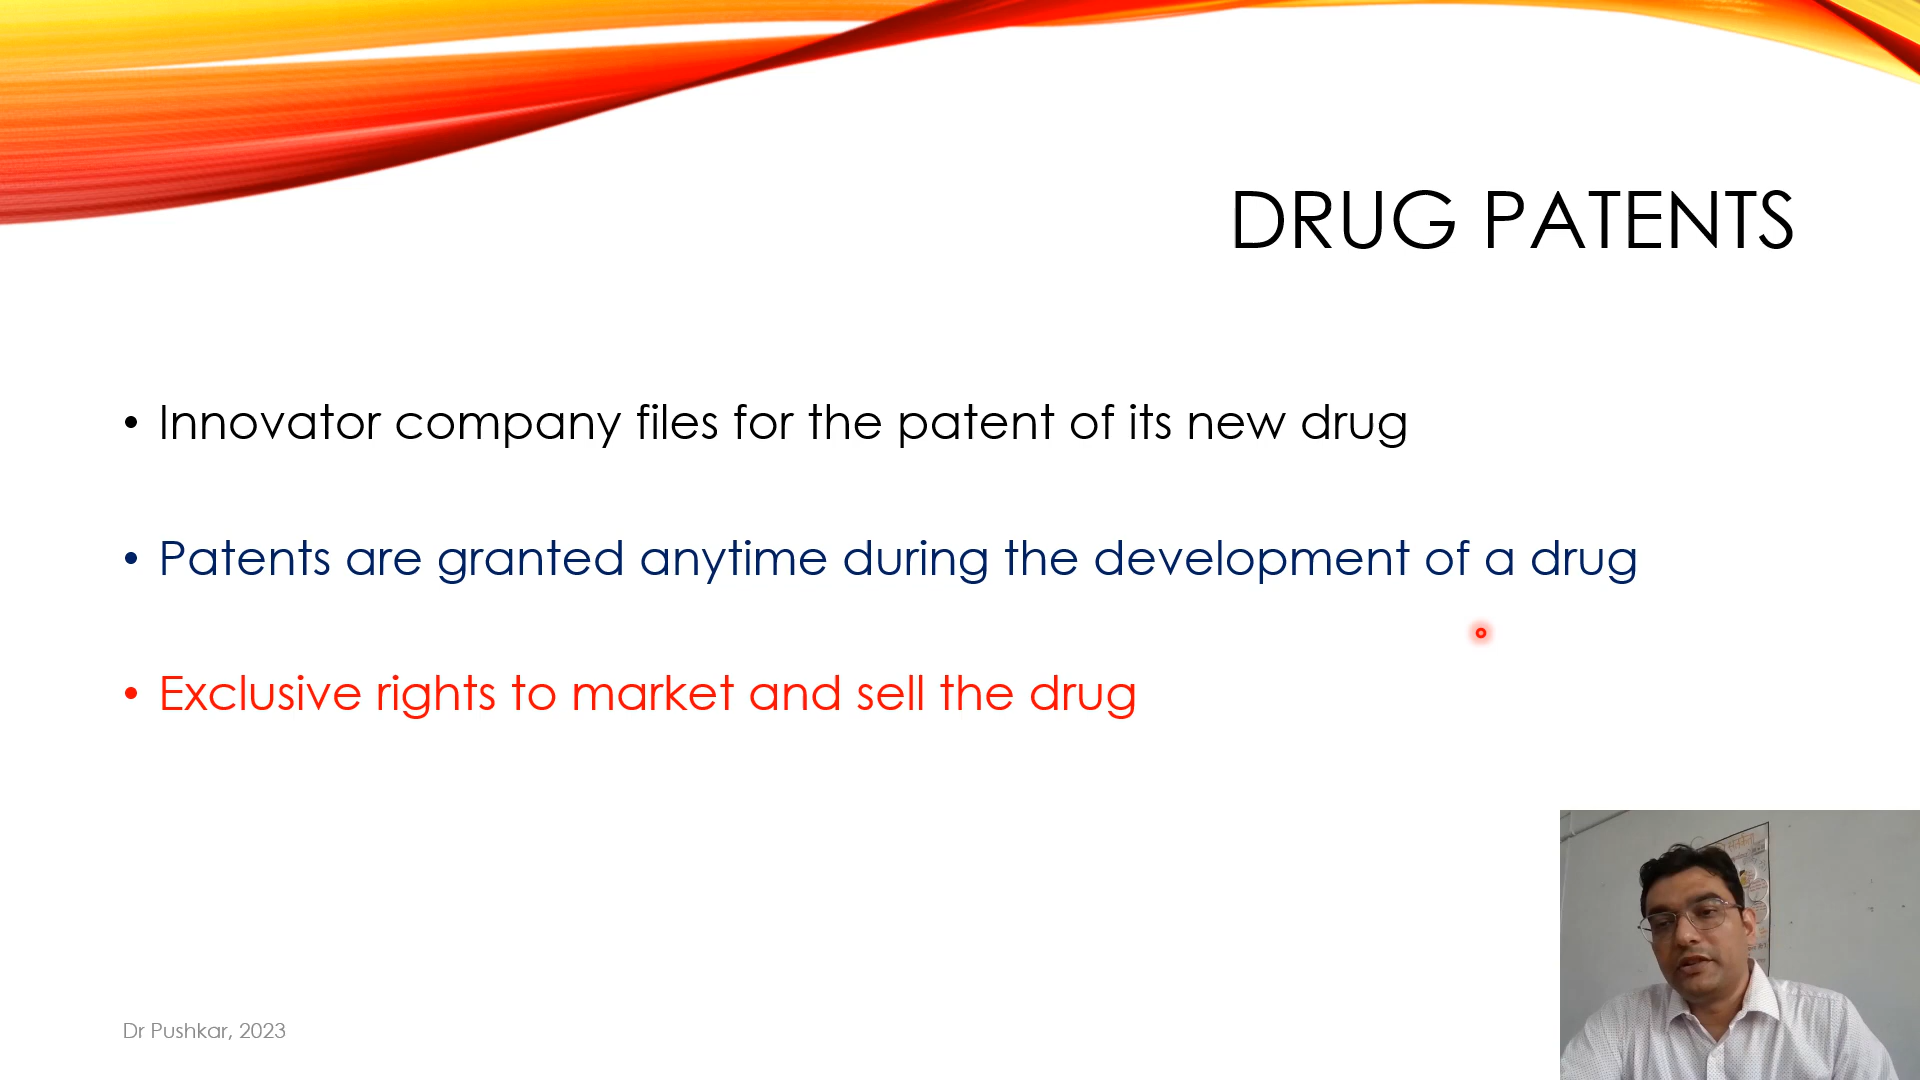 DRUG PATENTS
• Innovator company files for the patent of its new drug
• Patents are granted anytime during the development of a drug
• Exclusive rights to market and sell the drug
Dr Pushkar, 2023